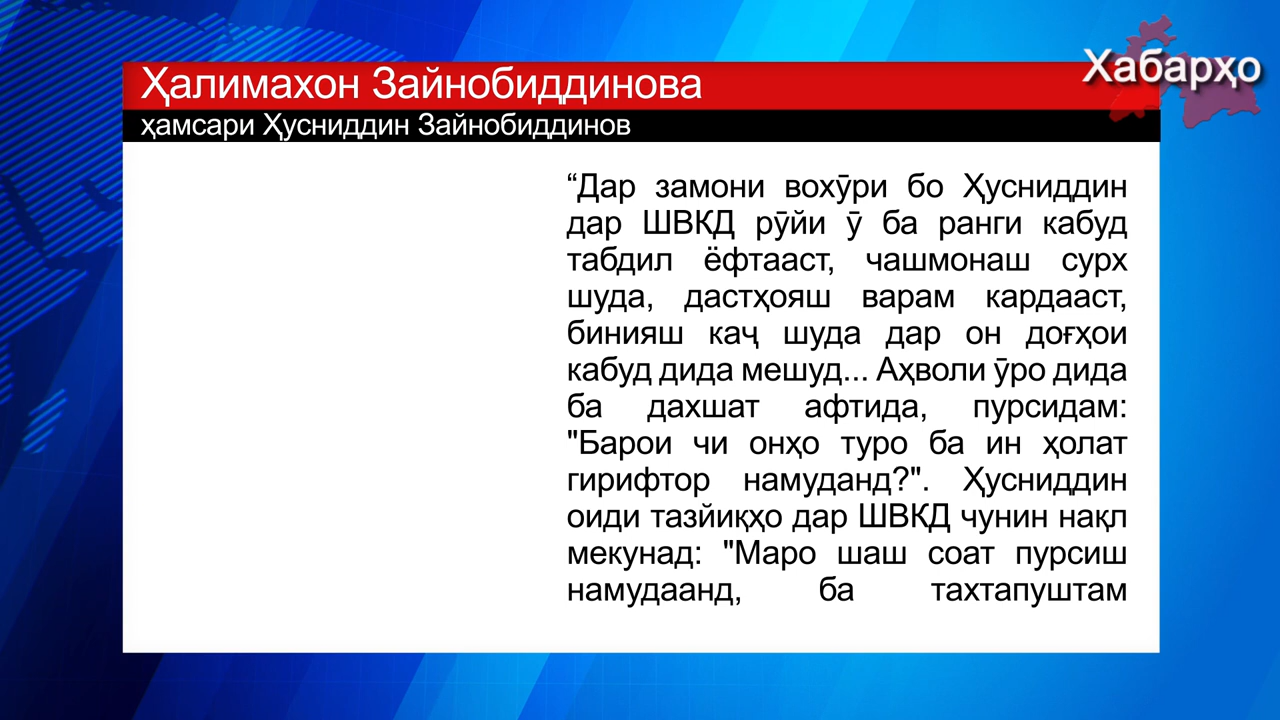 Хабарҳо
Ҳалимахон Зайнобиддинова
ҳамсари Ҳусниддин Зайнобиддинов
“Дар замони вохӯри бо Ҳусниддин
дар ШВКД рӯйи ӯ ба ранги кабуд
табдил ёфтааст, чашмонаш сурх
шуда, дастҳояш варам кардааст,
бинияш каҷ шуда дар он доғҳои
кабуд дида мешуд... Аҳволи ӯро дида
ба дахшат афтида, пурсидам:
"Барои чи онҳо туро ба ин ҳолат
гирифтор намуданд?". Ҳусниддин
оиди тазйиқҳо дар ШВКД чунин нақл
мекунад: "Маро шаш соат пурсиш
намудаанд, ба тахтапуштам